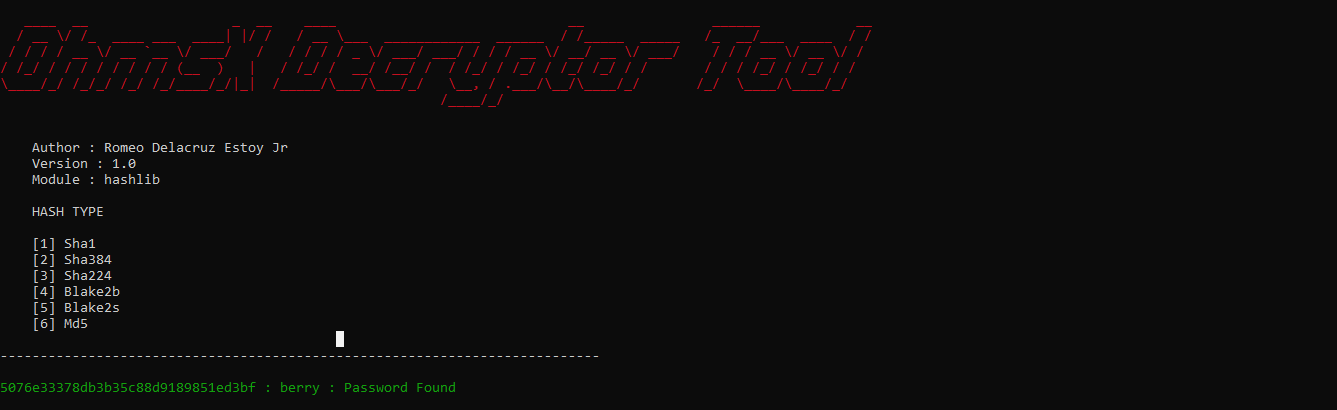 OhmsX Decryptor Tool
Author : Romeo Delacruz Estoy Jr
Version : 1.0
Module : hashlib
HASH TYPE
[1] Sha1
[2] Sha384
[3] Sha224
[4] Blake2b
[5] Blake2s
[6] Md5
---------------------------------------------------------------------------
5076e33378db3b35c88d9189851ed3bf : berry : Password Found